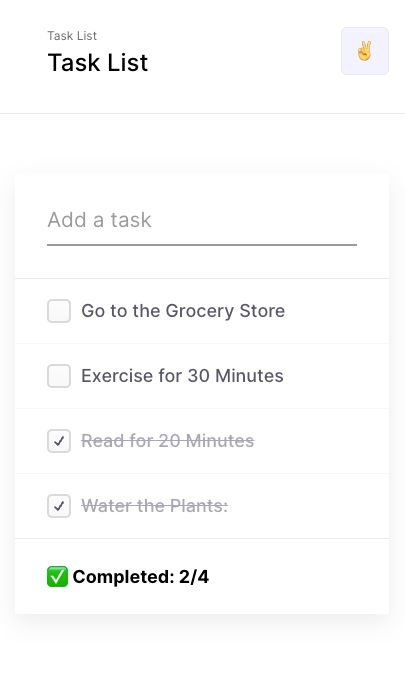 Task List
Task List
✌️
Add a task
Go to the Grocery Store
Exercise for 30 Minutes
Read for 20 Minutes
Water the Plants:
✅ Completed: 2/4